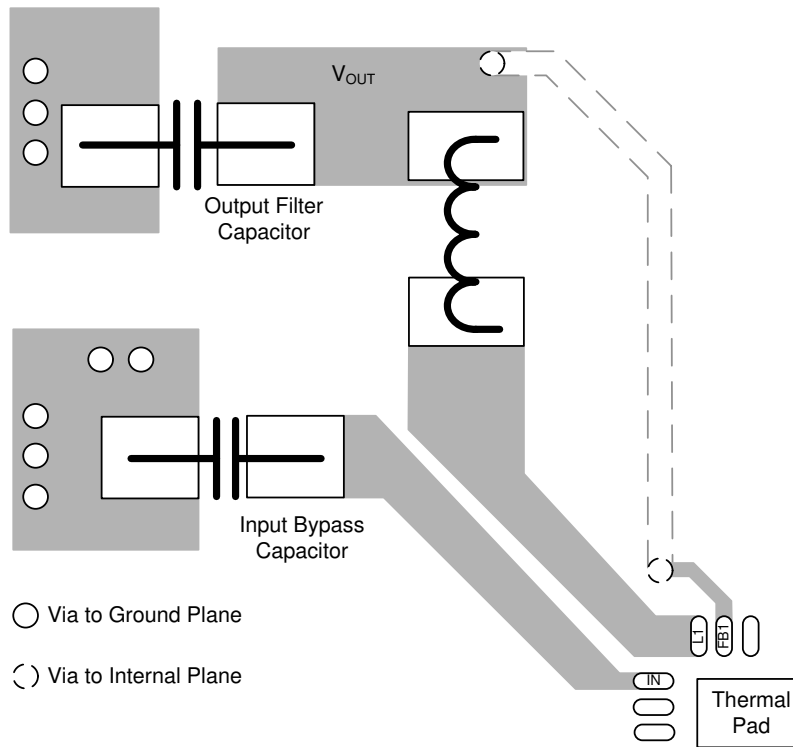 VOUT
Output Filter
Capacitor
Input Bypass
Capacitor
Via to Ground Plane
Via to Internal Plane
L1
FB1
IN
Thermal
Pad